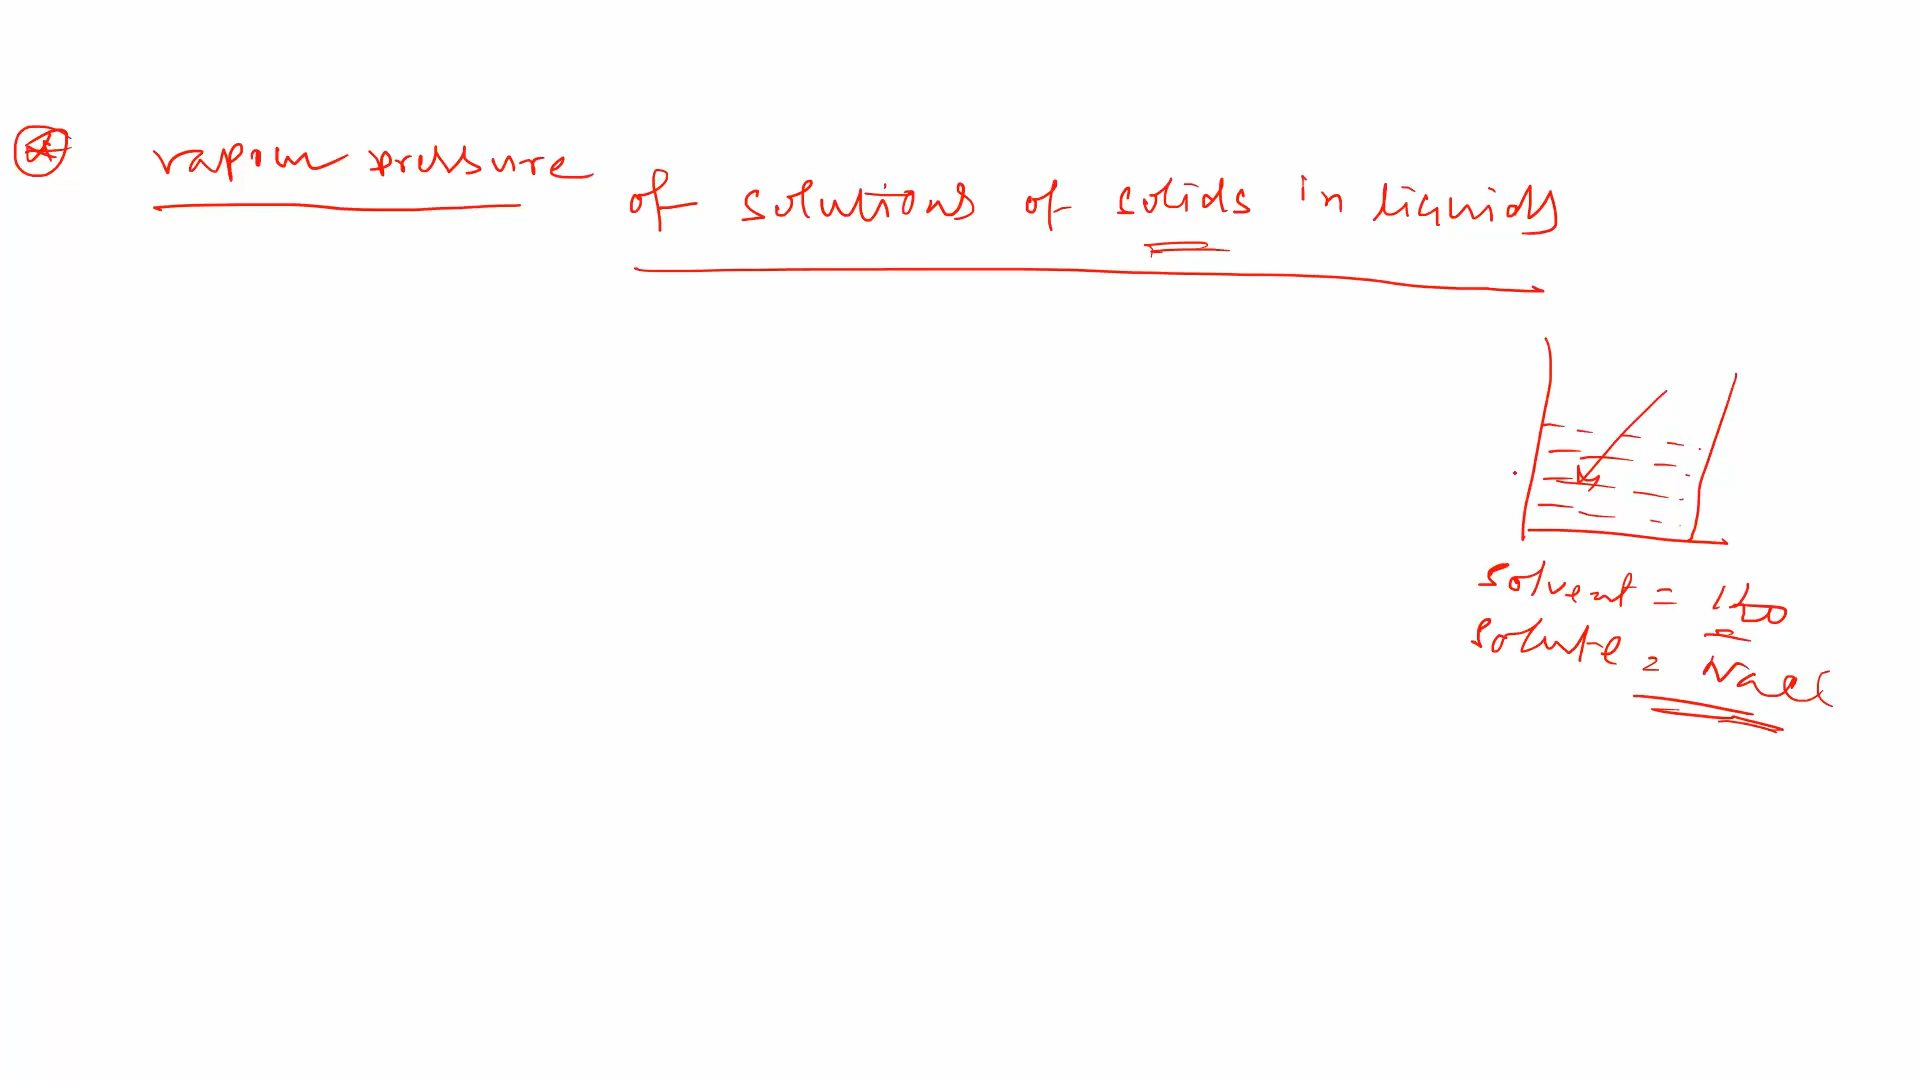 vapour pressure of solutions of solids in liquids
solvent = H2O
solute = NaCl